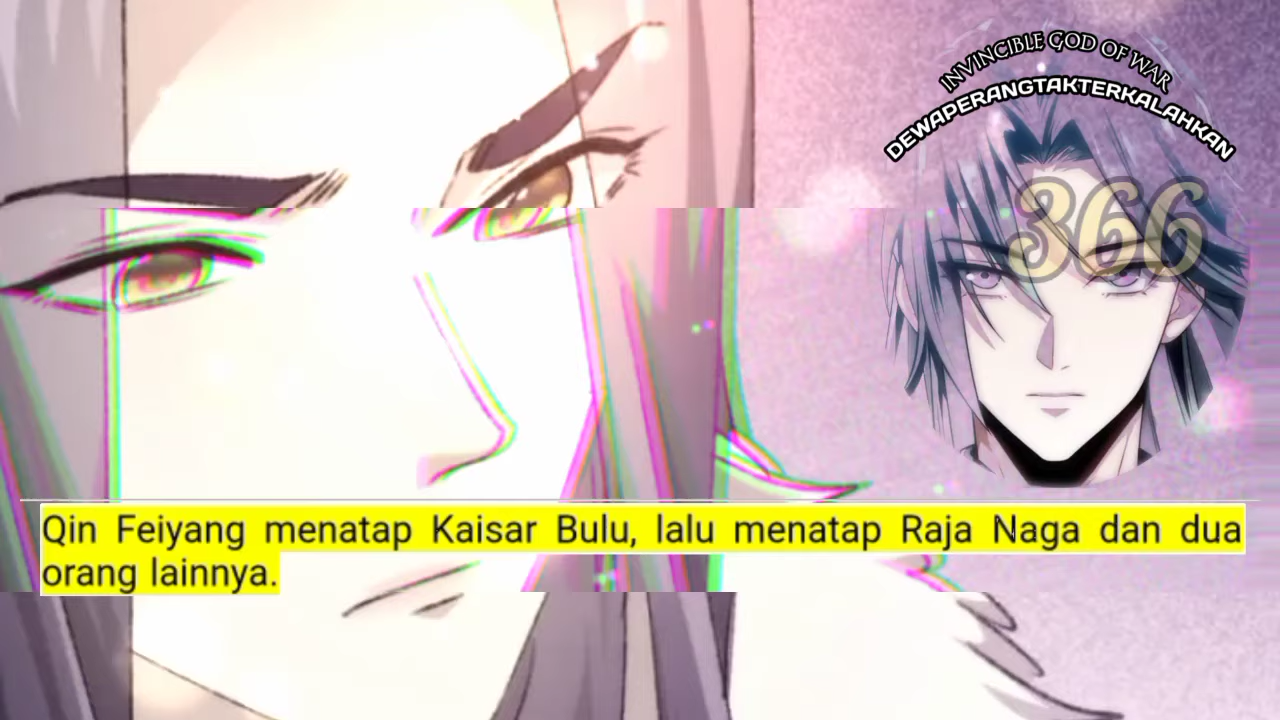 INVINCIBLE GOD OF WAR
DEWAPERANGTAKTERKALAHKAN
366
Qin Feiyang menatap Kaisar Bulu, lalu menatap Raja Naga dan dua
orang lainnya.